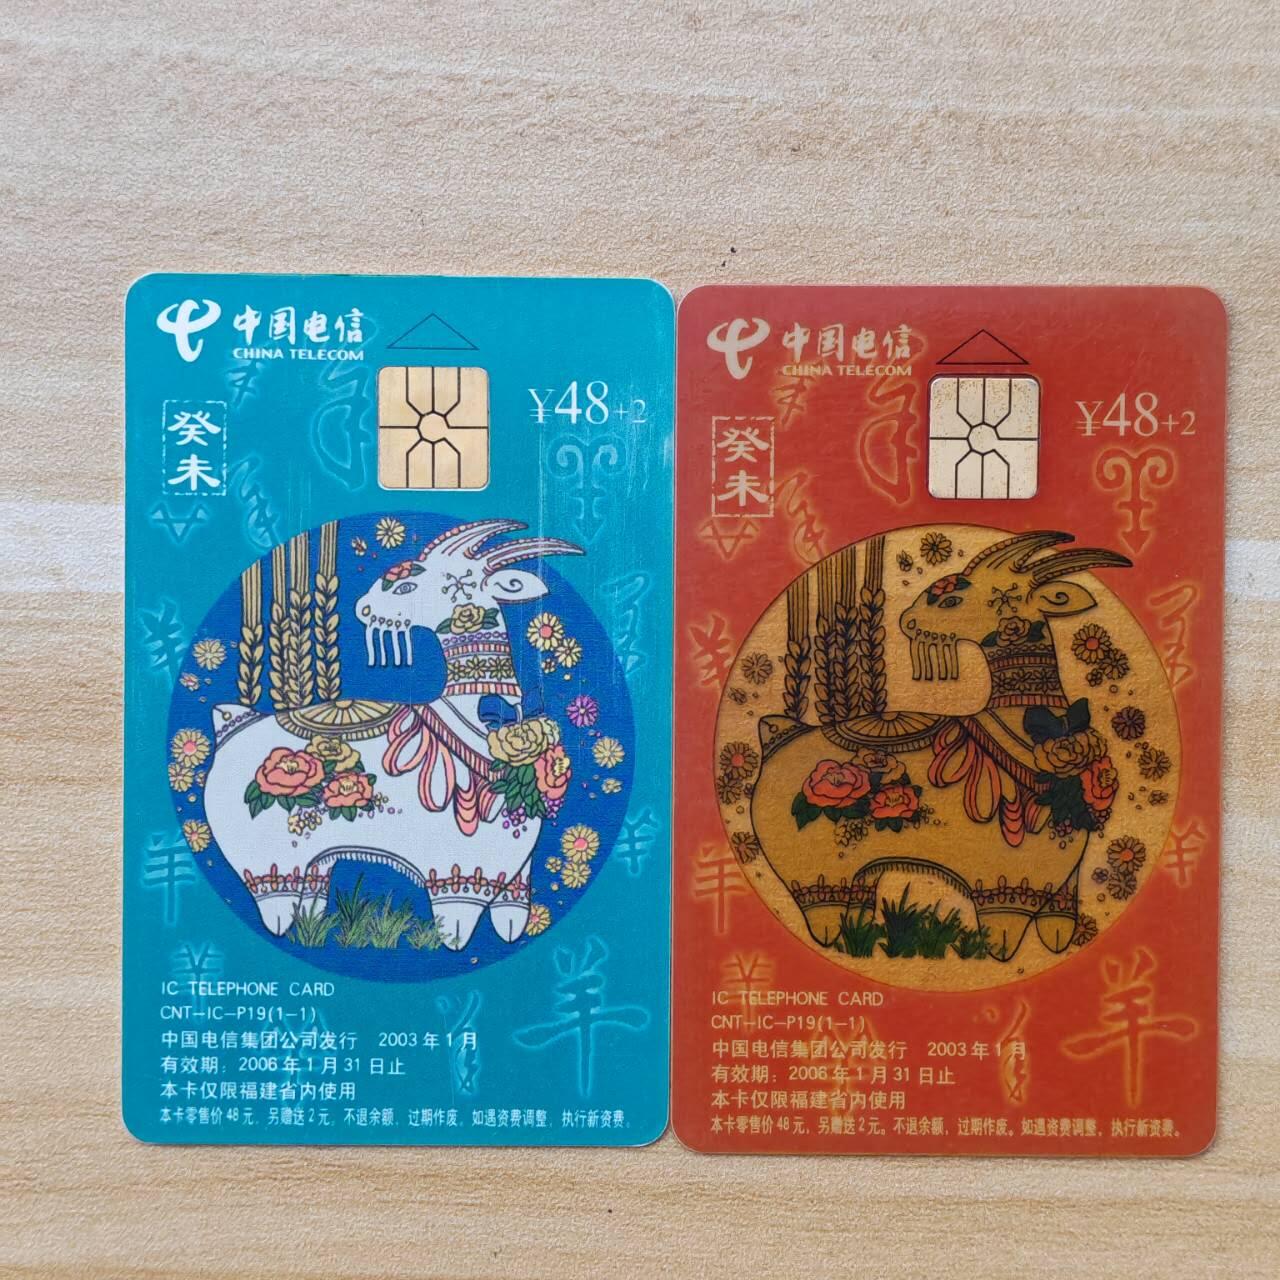 中国电信
CHINA TELECOM
¥48+2
癸未
羊
羊
IC TELEPHONE CARD
CNT-IC-P19(1-1)
中国电信集团公司发行 2003年1月
有效期：2006年1月31日止
本卡仅限福建省内使用
本卡零售价48元，另赠送2元。不退余额，过期作废。如遇资费调整，执行新资费。
中国电信
CHINA TELECOM
¥48+2
癸未
羊
羊
IC TELEPHONE CARD
CNT-IC-P19(1-1)
中国电信集团公司发行 2003年1月
有效期：2006年1月31日止
本卡仅限福建省内使用
本卡零售价48元，另赠送2元。不退余额，过期作废。如遇资费调整，执行新资费。